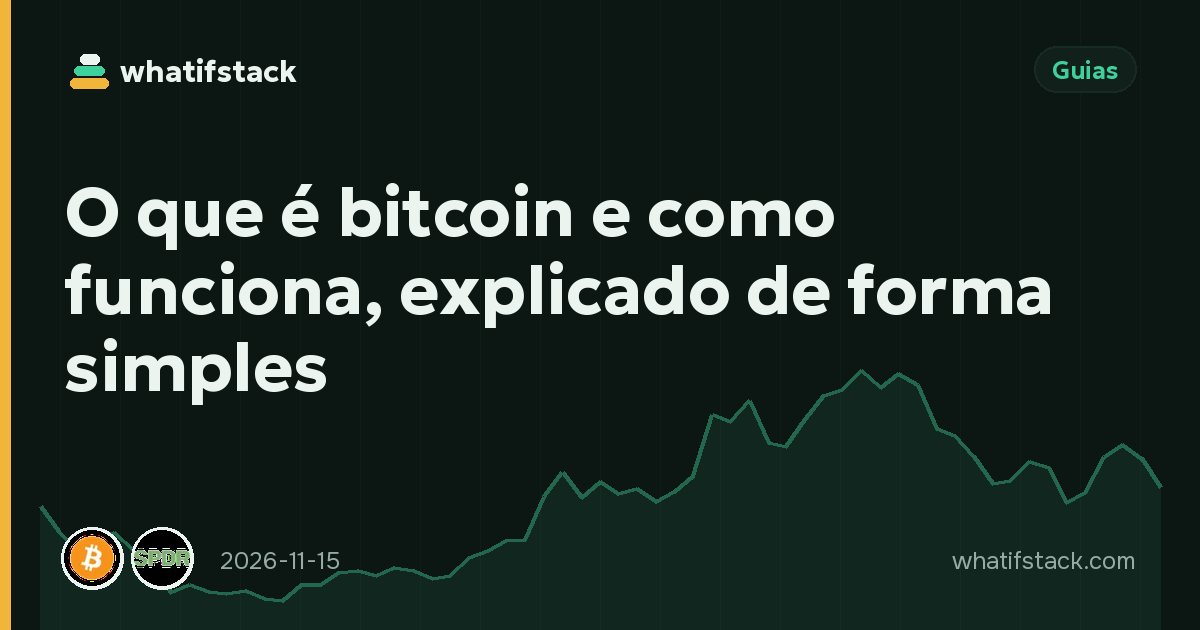 whatifstack
Guias
O que é bitcoin e como
funciona, explicado de forma
simples
SPDR
2026-11-15
whatifstack.com